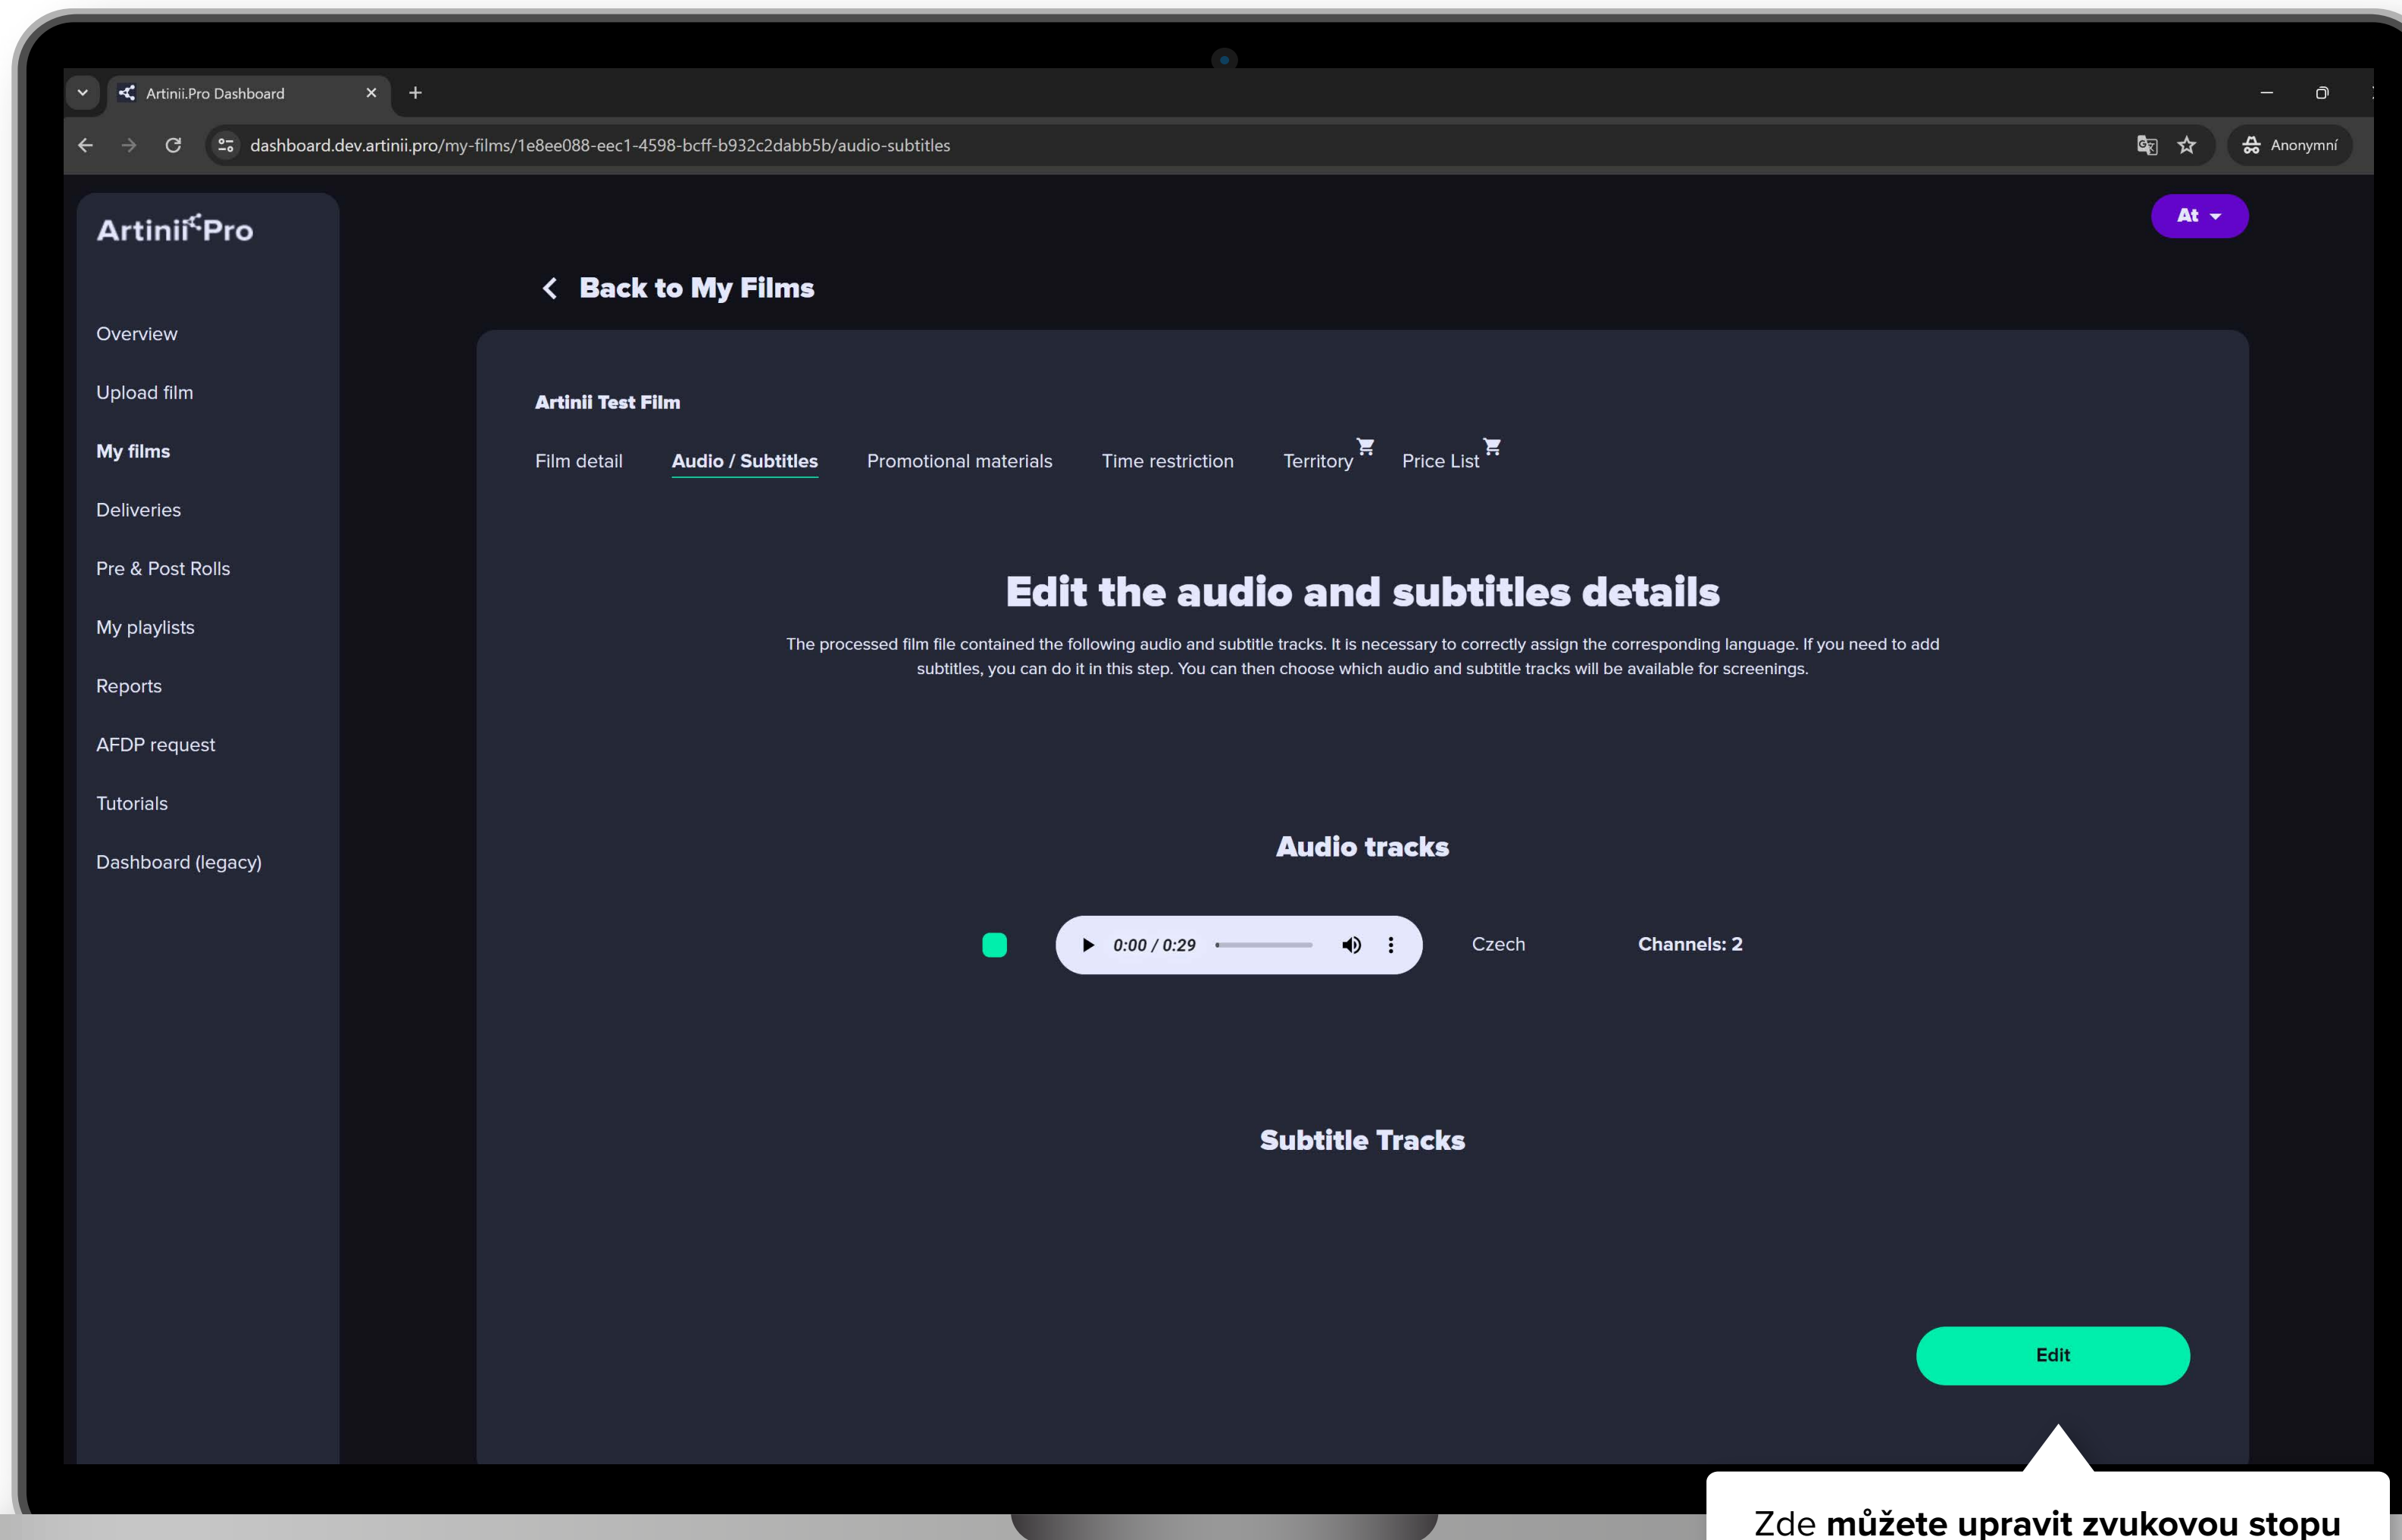 Artinii.Pro Dashboard
dashboard.dev.artinii.pro/my-films/1e8ee088-eec1-4598-bcff-b932c2dabb5b/audio-subtitles
Anonymní
Artinii Pro
At
Back to My Films
Overview
Upload film
My films
Deliveries
Pre & Post Rolls
My playlists
Reports
AFDP request
Tutorials
Dashboard (legacy)
Artinii Test Film
Film detail Audio / Subtitles Promotional materials Time restriction Territory Price List
Edit the audio and subtitles details
The processed film file contained the following audio and subtitle tracks. It is necessary to correctly assign the corresponding language. If you need to add
subtitles, you can do it in this step. You can then choose which audio and subtitle tracks will be available for screenings.
Audio tracks
0:00 / 0:29 Czech Channels: 2
Subtitle Tracks
Edit
Zde můžete upravit zvukovou stopu